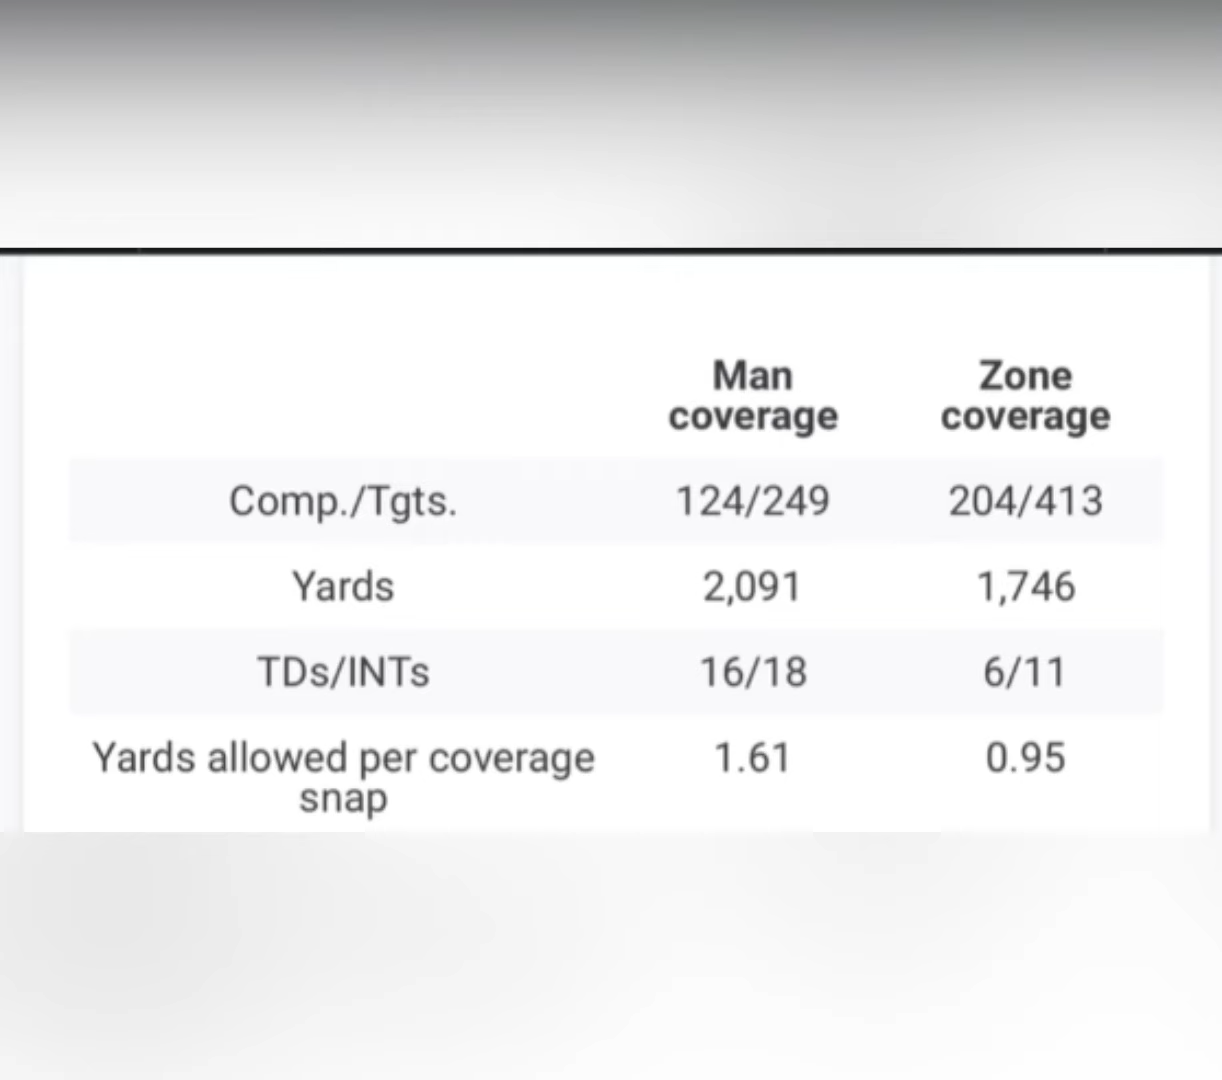 Man Zone
coverage coverage
Comp./Tgts. 124/249 204/413
Yards 2,091 1,746
TDs/INTs 16/18 6/11
Yards allowed per coverage 1.61 0.95
snap